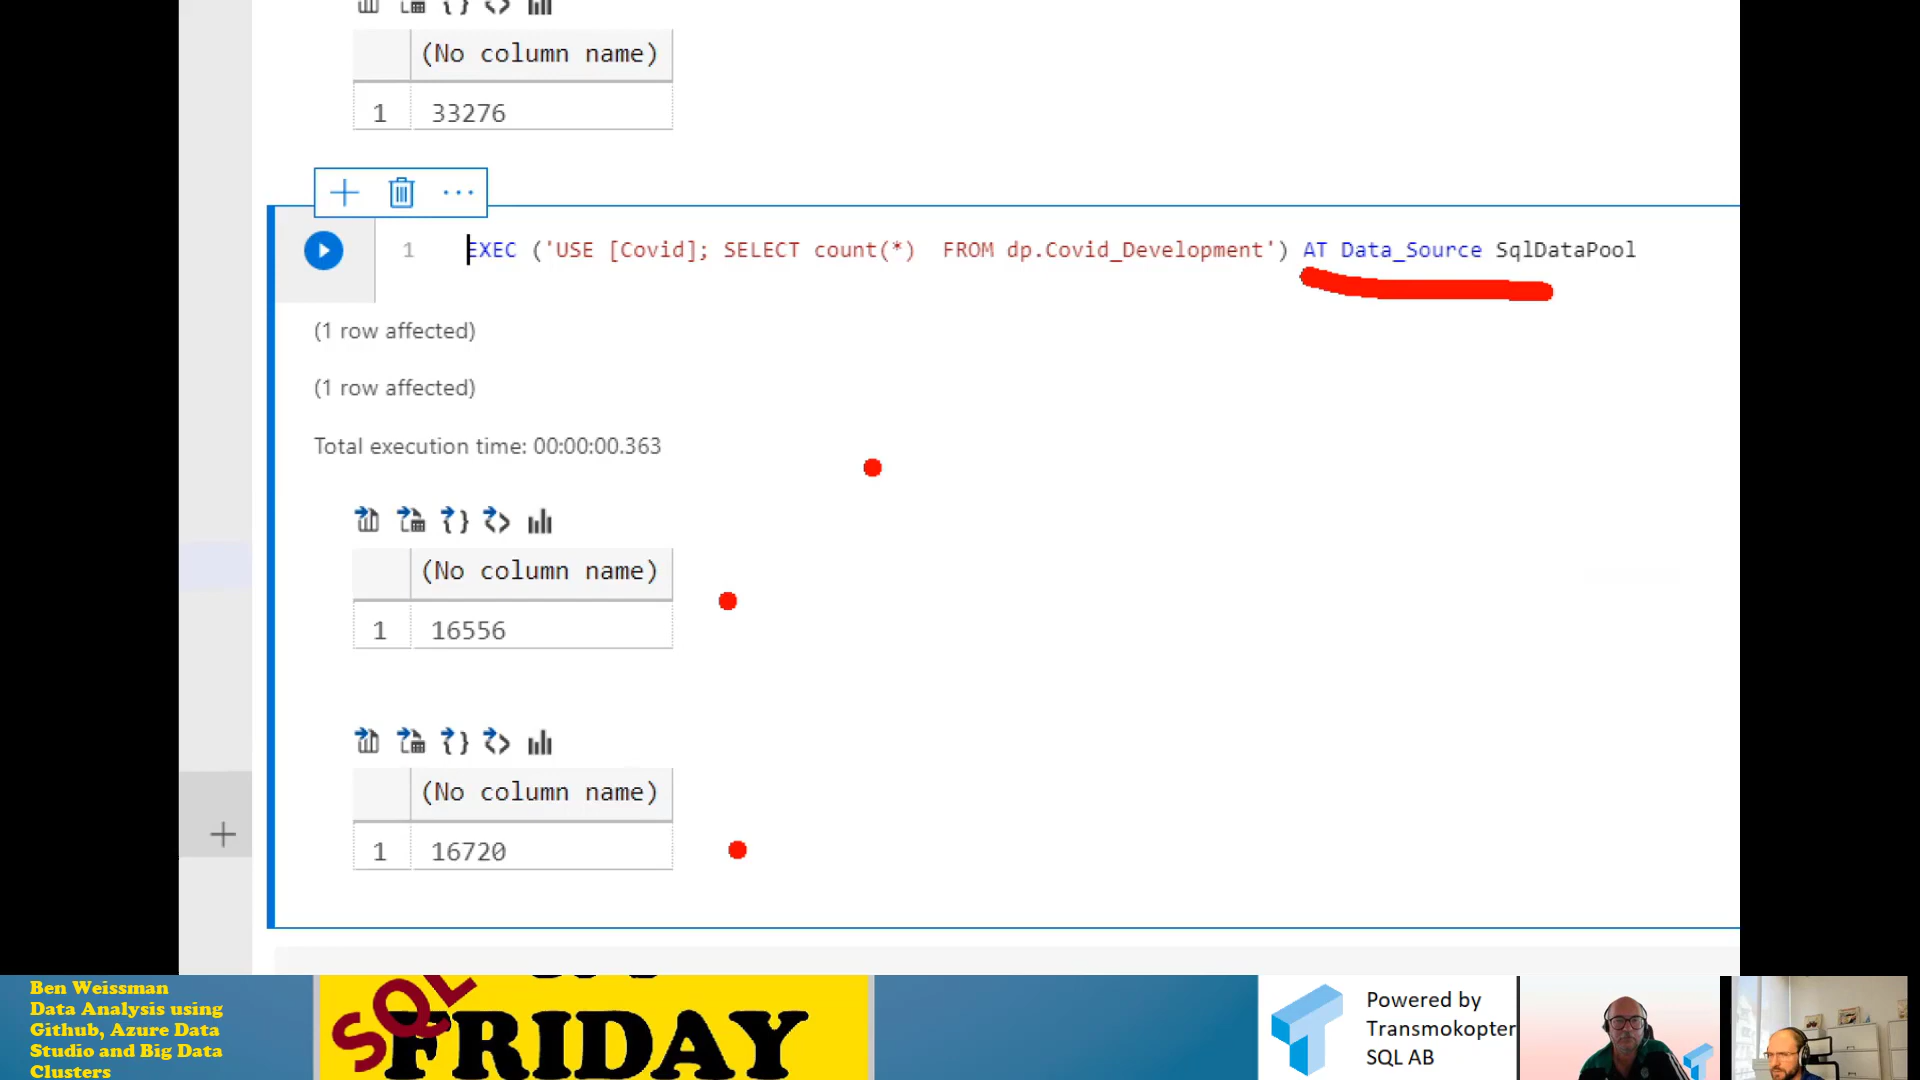 (No column name)
1 33276
1 EXEC ('USE [Covid]; SELECT count(*)  FROM dp.Covid_Development') AT Data_Source SqlDataPool
(1 row affected)
(1 row affected)
Total execution time: 00:00:00.363
(No column name)
1 16556
(No column name)
1 16720
Ben Weissman
Data Analysis using
Github, Azure Data
Studio and Big Data
Clusters
SQL
FRIDAY
Powered by
Transmokopter
SQL AB